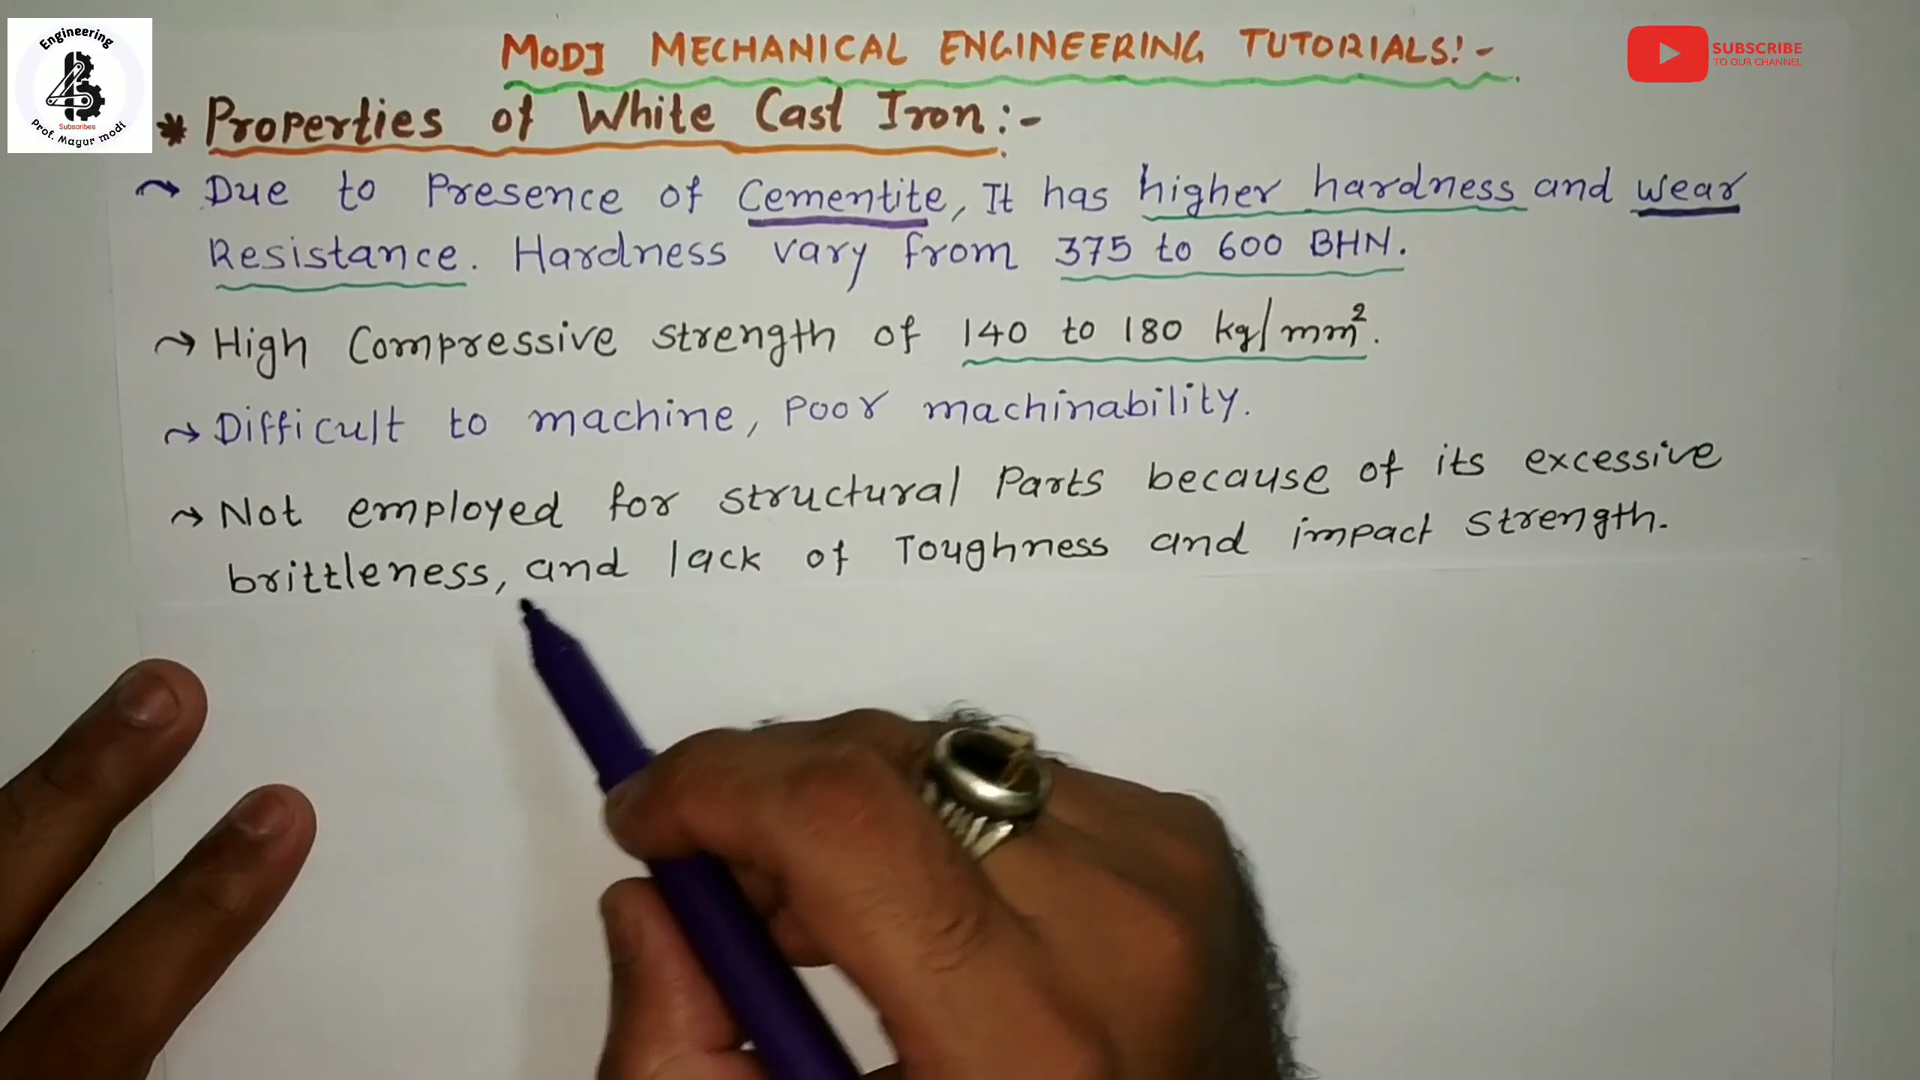 Engineering
Subscribes
Prof. Mayur modi
MODI MECHANICAL ENGINEERING TUTORIALS!-
SUBSCRIBE
TO OUR CHANNEL
* Properties of White Cast Iron:-
→ Due to Presence of Cementite, It has higher hardness and wear
Resistance. Hardness vary from 375 to 600 BHN.
→ High Compressive strength of 140 to 180 kg/mm².
→ Difficult to machine, Poor machinability.
→ Not employed for structural Parts because of its excessive
brittleness, and lack of Toughness and impact strength.